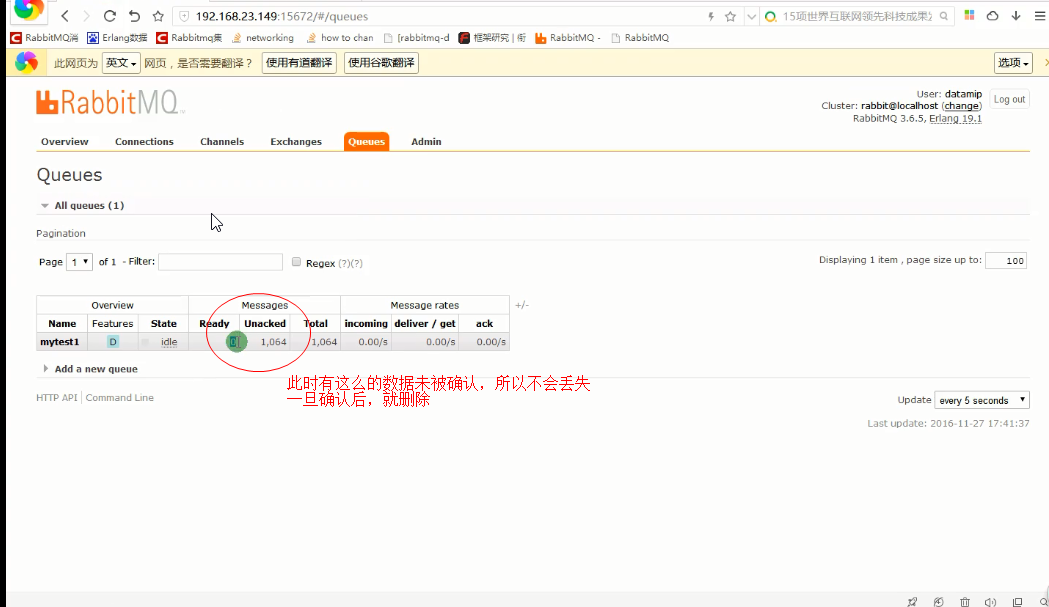 192.168.23.149:15672/#/queues
15项世界互联网领先科技成果
RabbitMQ消 Erlang数据 Rabbitmq集 networking how to chan [rabbitmq-d 框架研究 | 衔 RabbitMQ - RabbitMQ
此网页为 英文 网页，是否需要翻译？ 使用有道翻译 使用谷歌翻译 选项
RabbitMQ
User: datamip
Cluster: rabbit@localhost (change)
RabbitMQ 3.6.5, Erlang 19.1
Log out
Overview Connections Channels Exchanges Queues Admin
Queues
All queues (1)
Pagination
Page 1 of 1 - Filter: Regex (?)(?)
Displaying 1 item , page size up to: 100
Overview Messages Message rates +/-
Name Features State Ready Unacked Total incoming deliver / get ack
mytest1 D idle 0 1,064 1,064 0.00/s 0.00/s 0.00/s
此时有这么的数据未被确认，所以不会丢失
一旦确认后，就删除
Add a new queue
HTTP API Command Line
Update every 5 seconds
Last update: 2016-11-27 17:41:37